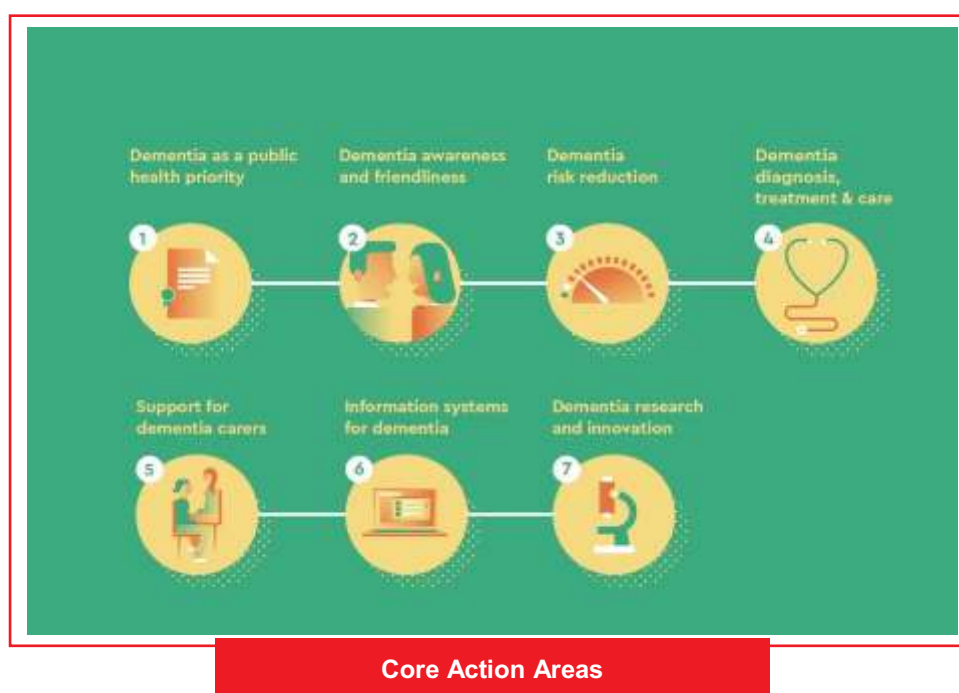 Dementia as a public
health priority
Dementia awareness
and friendliness
Dementia
risk reduction
Dementia
diagnosis,
treatment & care
1
2
3
4
Support for
dementia carers
Information systems
for dementia
Dementia research
and innovation
5
6
7
Core Action Areas